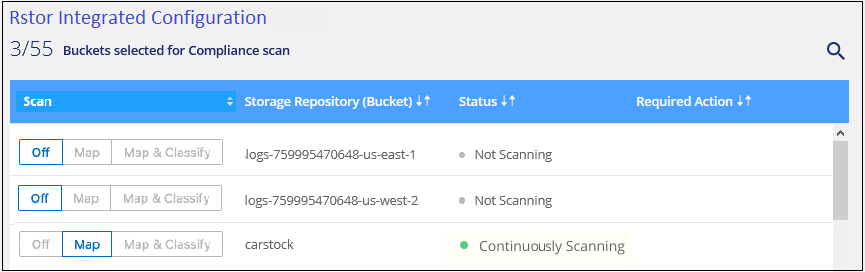 Rstor Integrated Configuration
3/55 Buckets selected for Compliance scan
Scan Storage Repository (Bucket) Status Required Action
Off Map Map & Classify logs-759995470648-us-east-1 Not Scanning
Off Map Map & Classify logs-759995470648-us-west-2 Not Scanning
Off Map Map & Classify carstock Continuously Scanning